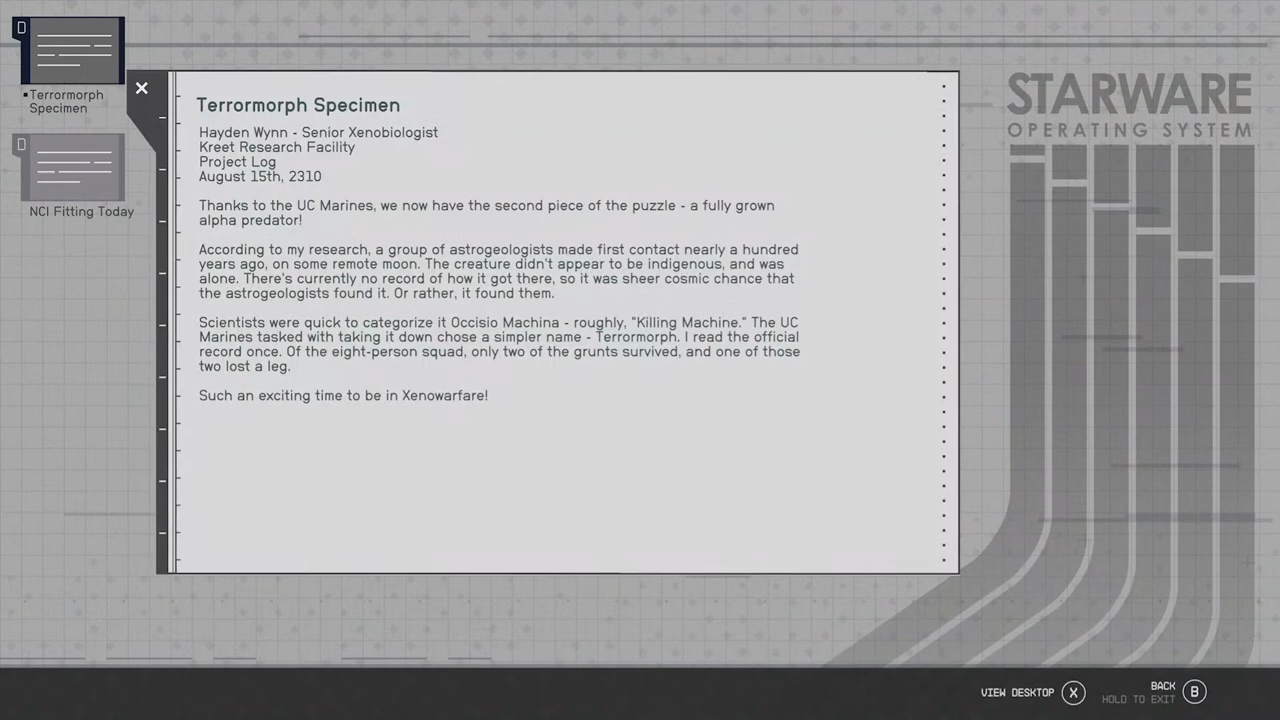 D
Terrormorph
Specimen
D
NCI Fitting Today
Terrormorph Specimen
Hayden Wynn - Senior Xenobiologist
Kreet Research Facility
Project Log
August 15th, 2310
Thanks to the UC Marines, we now have the second piece of the puzzle - a fully grown
alpha predator!
According to my research, a group of astrogeologists made first contact nearly a hundred
years ago, on some remote moon. The creature didn't appear to be indigenous, and was
alone. There's currently no record of how it got there, so it was sheer cosmic chance that
the astrogeologists found it. Or rather, it found them.
Scientists were quick to categorize it Occisio Machina - roughly, "Killing Machine." The UC
Marines tasked with taking it down chose a simpler name - Terrormorph. I read the official
record once. Of the eight-person squad, only two of the grunts survived, and one of those
two lost a leg.
Such an exciting time to be in Xenowarfare!
STARWARE
OPERATING SYSTEM
VIEW DESKTOP X
BACK B
HOLD TO EXIT